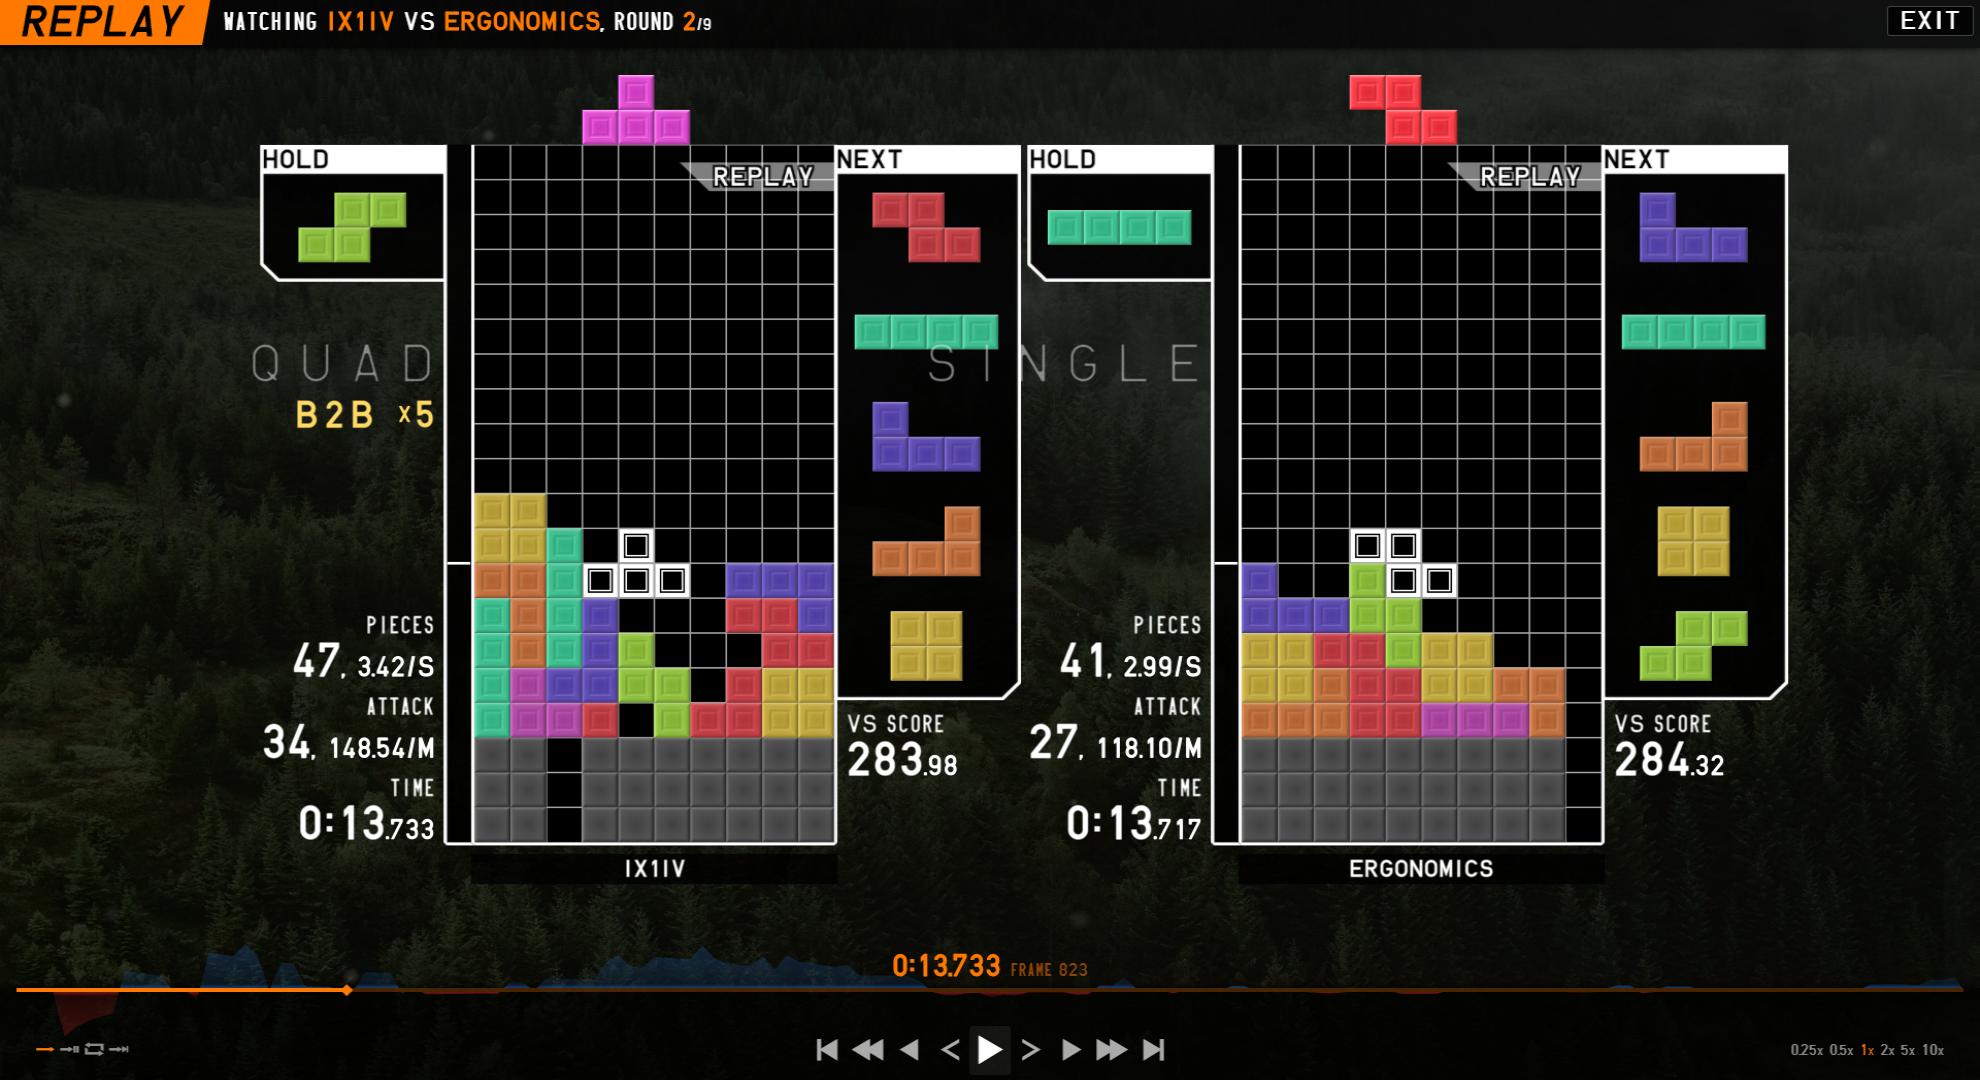 REPLAY
WATCHING IX1IV VS ERGONOMICS, ROUND 2/9
EXIT
HOLD
REPLAY
NEXT
HOLD
REPLAY
NEXT
QUAD
B2B x5
SINGLE
PIECES
47, 3.42/S
ATTACK
34, 148.54/M
TIME
0:13.733
VS SCORE
283.98
IX1IV
PIECES
41, 2.99/S
ATTACK
27, 118.10/M
TIME
0:13.717
VS SCORE
284.32
ERGONOMICS
0:13.733 FRAME 823
0.25x 0.5x 1x 2x 5x 10x